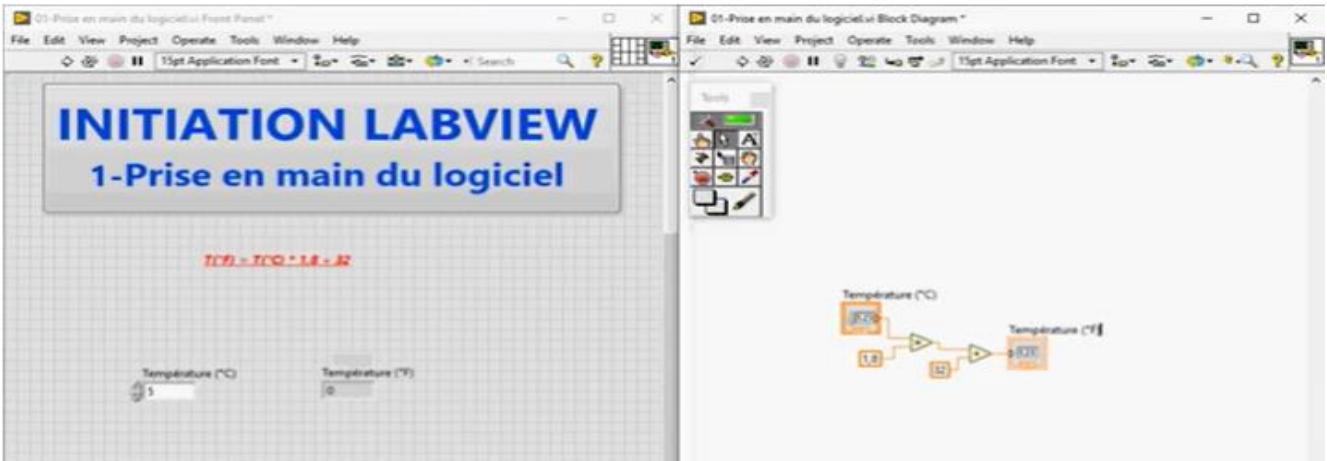 01-Prise en main du logiciel.vi Front Panel *
File Edit View Project Operate Tools Window Help
15pt Application Font
Search
INITIATION LABVIEW
1-Prise en main du logiciel
T(°F) = T(°C) * 1,8 + 32
Température (°C)
5
Température (°F)
0
01-Prise en main du logiciel.vi Block Diagram *
File Edit View Project Operate Tools Window Help
15pt Application Font
Tools
A
Température (°C)
1,8
32
Température (°F)